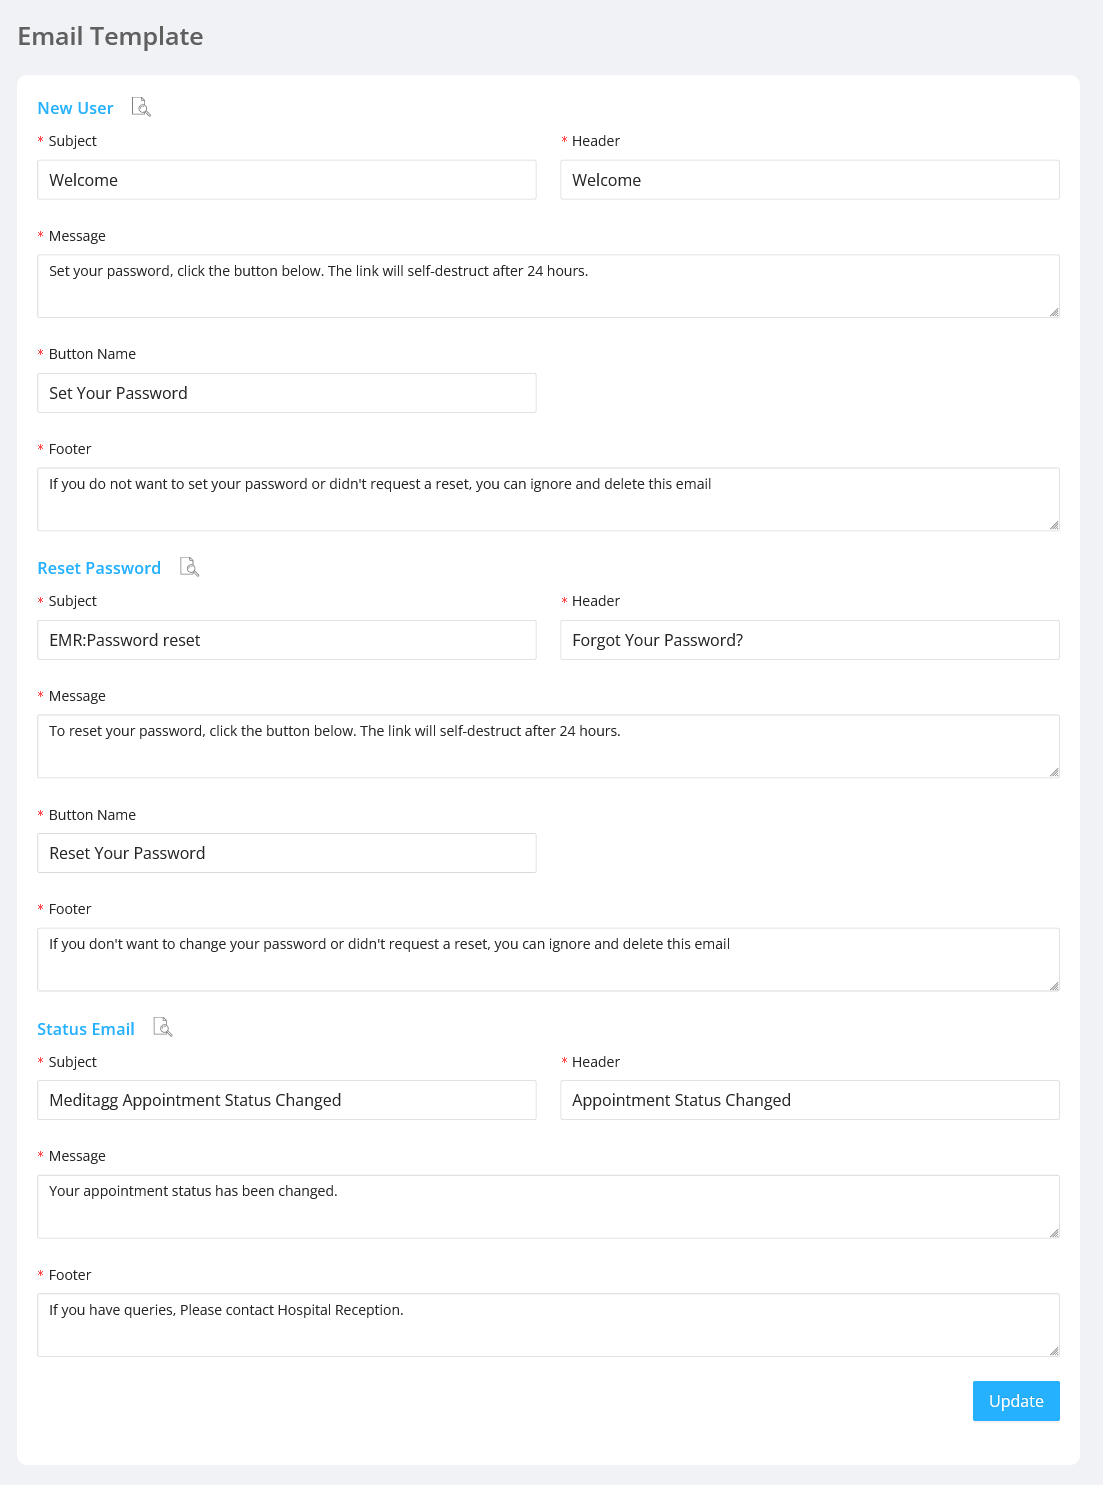 Email Template
New User
* Subject
* Header
Welcome
Welcome
* Message
Set your password, click the button below. The link will self-destruct after 24 hours.
* Button Name
Set Your Password
* Footer
If you do not want to set your password or didn't request a reset, you can ignore and delete this email
Reset Password
* Subject
* Header
EMR:Password reset
Forgot Your Password?
* Message
To reset your password, click the button below. The link will self-destruct after 24 hours.
* Button Name
Reset Your Password
* Footer
If you don't want to change your password or didn't request a reset, you can ignore and delete this email
Status Email
* Subject
* Header
Meditagg Appointment Status Changed
Appointment Status Changed
* Message
Your appointment status has been changed.
* Footer
If you have queries, Please contact Hospital Reception.
Update